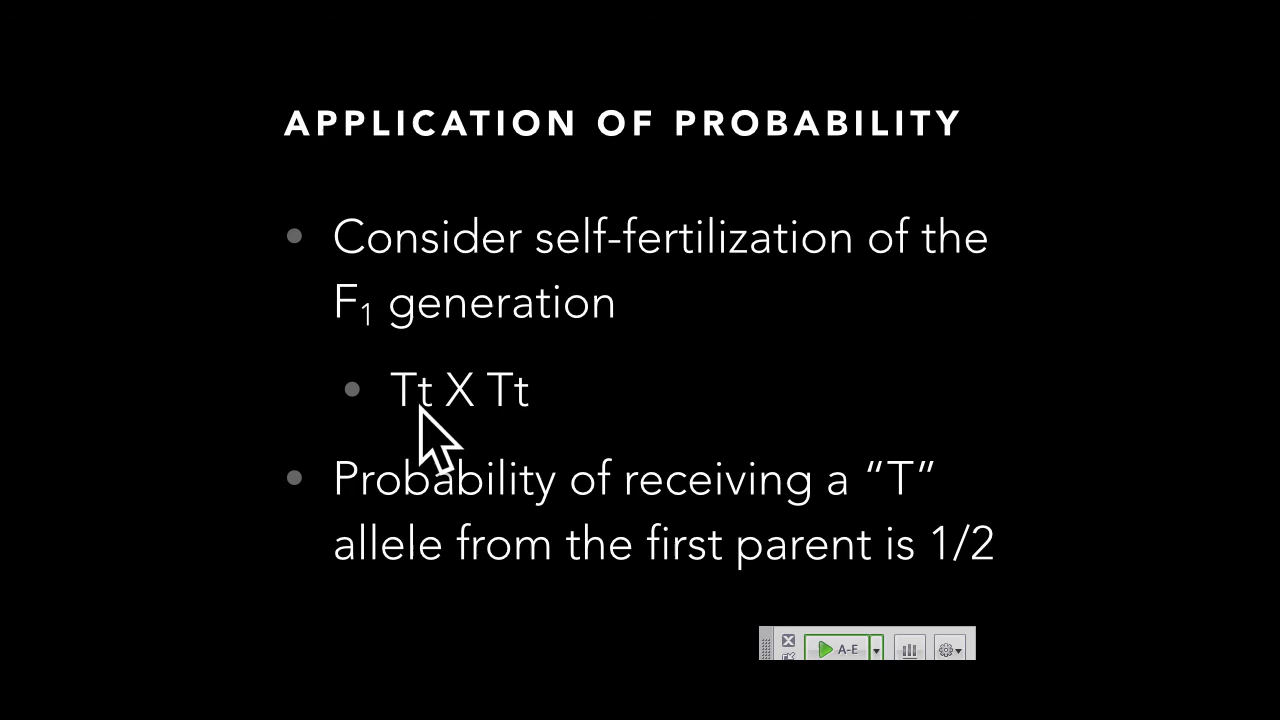 APPLICATION OF PROBABILITY
• Consider self-fertilization of the
F₁ generation
• Tt X Tt
• Probability of receiving a “T”
allele from the first parent is 1/2
A-E